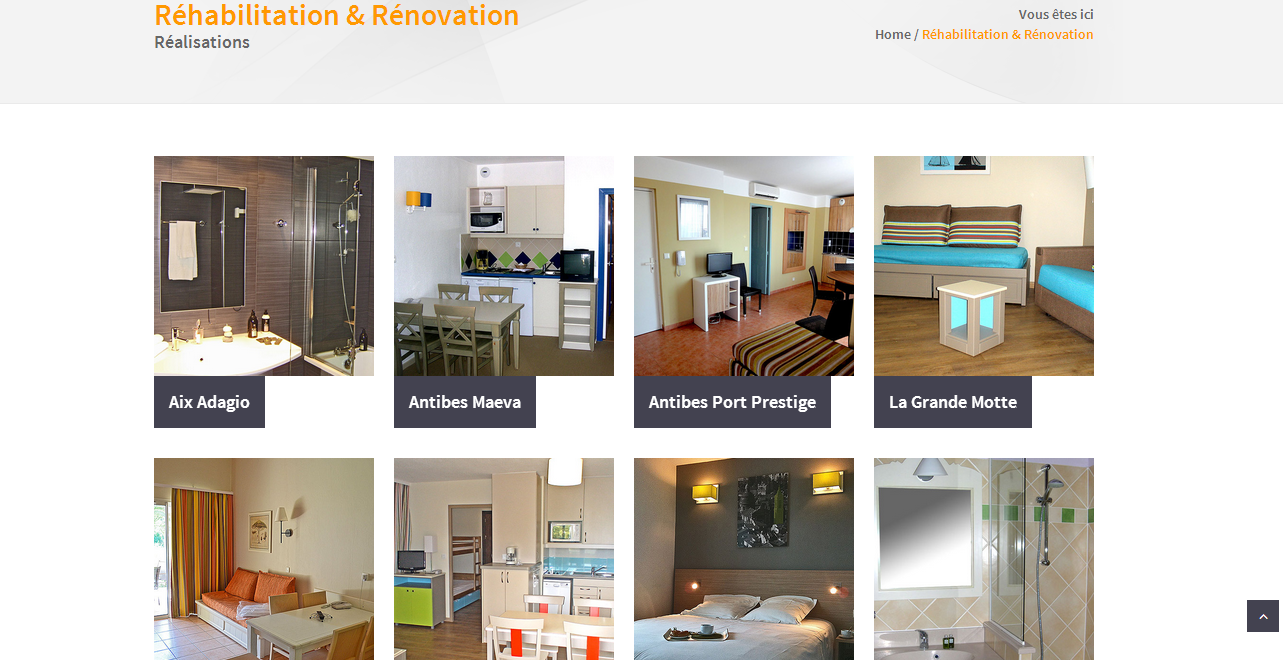 Réhabilitation & Rénovation
Réalisations
Vous êtes ici
Home / Réhabilitation & Rénovation
Aix Adagio
Antibes Maeva
Antibes Port Prestige
La Grande Motte